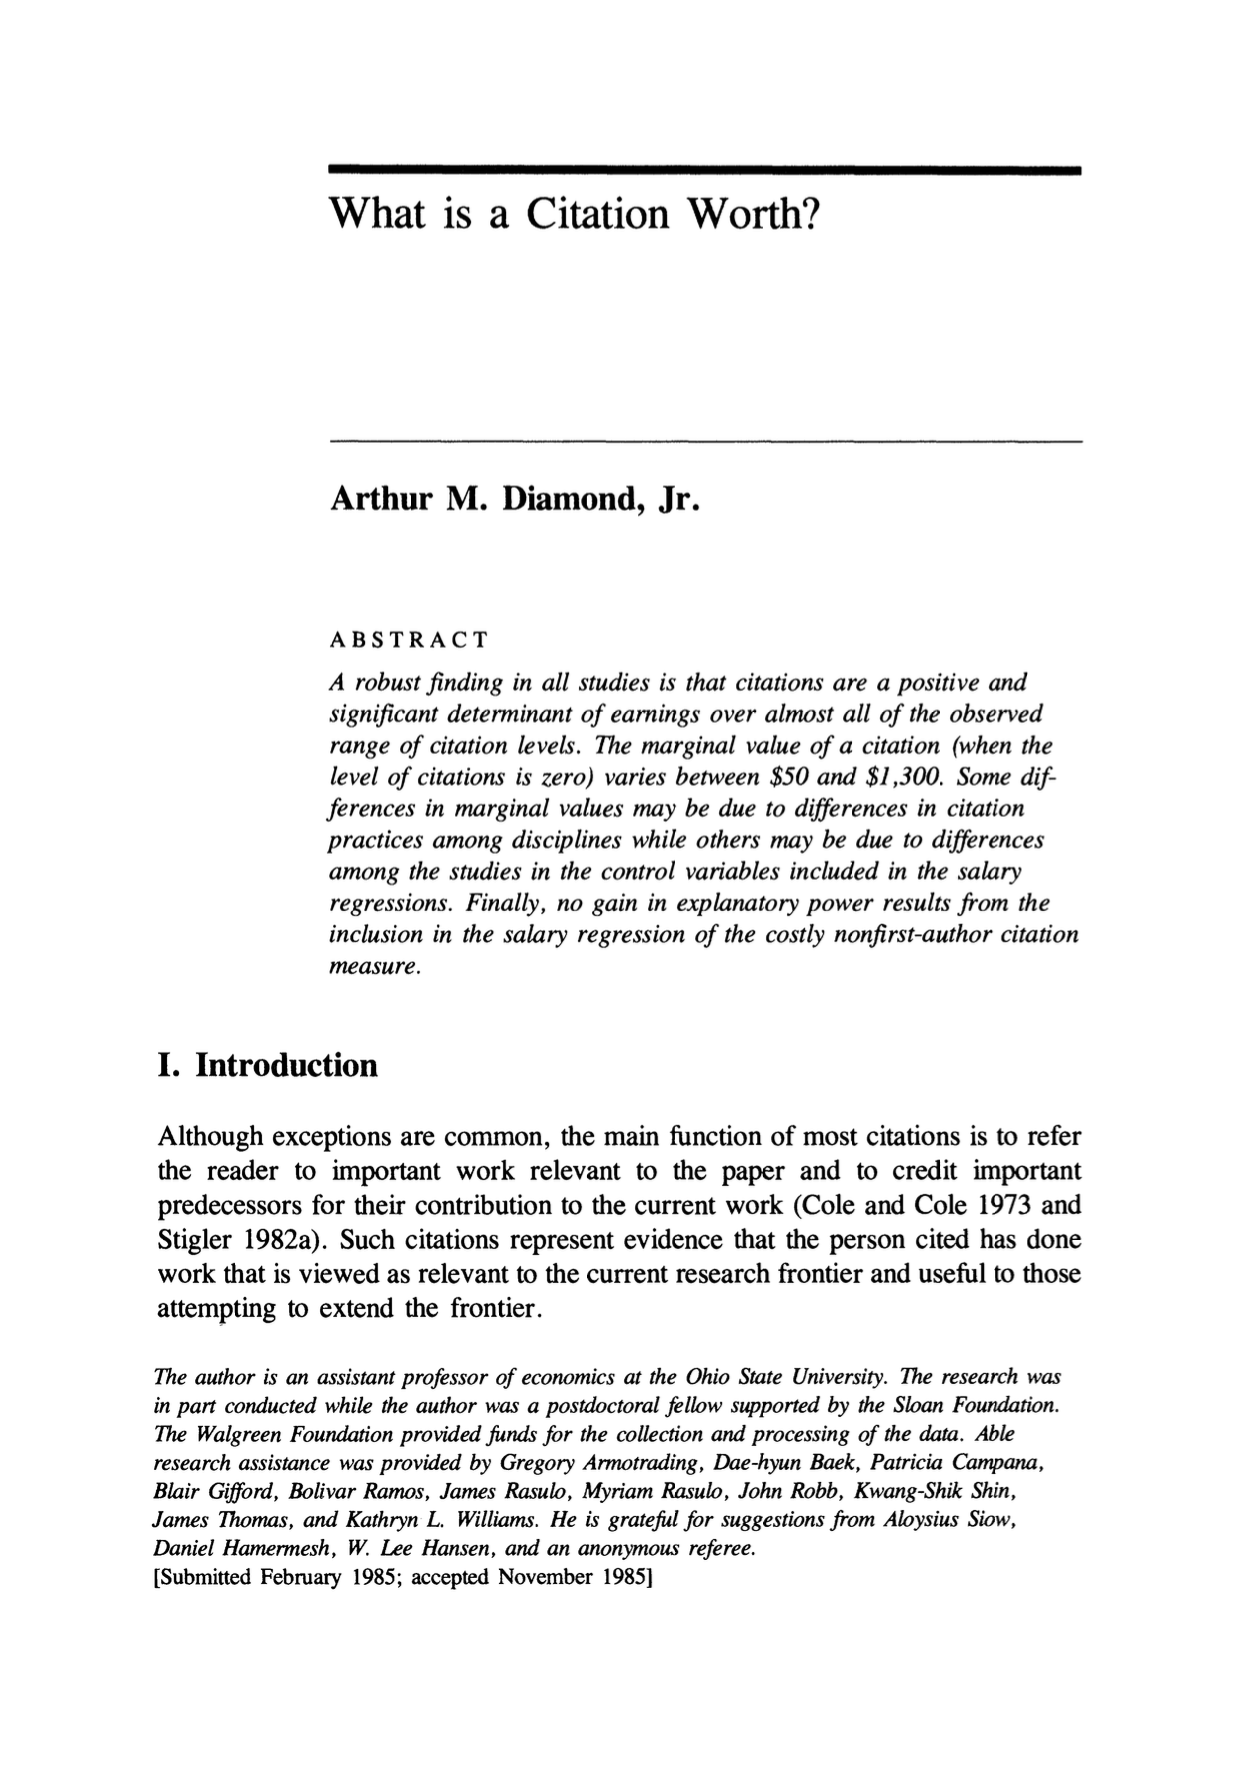 What is a Citation Worth?
Arthur M. Diamond, Jr.
ABSTRACT
A robust finding in all studies is that citations are a positive and
significant determinant of earnings over almost all of the observed
range of citation levels. The marginal value of a citation (when the
level of citations is zero) varies between $50 and $1,300. Some dif-
ferences in marginal values may be due to differences in citation
practices among disciplines while others may be due to differences
among the studies in the control variables included in the salary
regressions. Finally, no gain in explanatory power results from the
inclusion in the salary regression of the costly nonfirst-author citation
measure.
I. Introduction
Although exceptions are common, the main function of most citations is to refer
the reader to important work relevant to the paper and to credit important
predecessors for their contribution to the current work (Cole and Cole 1973 and
Stigler 1982a). Such citations represent evidence that the person cited has done
work that is viewed as relevant to the current research frontier and useful to those
attempting to extend the frontier.
The author is an assistant professor of economics at the Ohio State University. The research was
in part conducted while the author was a postdoctoral fellow supported by the Sloan Foundation.
The Walgreen Foundation provided funds for the collection and processing of the data. Able
research assistance was provided by Gregory Armotrading, Dae-hyun Baek, Patricia Campana,
Blair Gifford, Bolivar Ramos, James Rasulo, Myriam Rasulo, John Robb, Kwang-Shik Shin,
James Thomas, and Kathryn L. Williams. He is grateful for suggestions from Aloysius Siow,
Daniel Hamermesh, W. Lee Hansen, and an anonymous referee.
[Submitted February 1985; accepted November 1985]